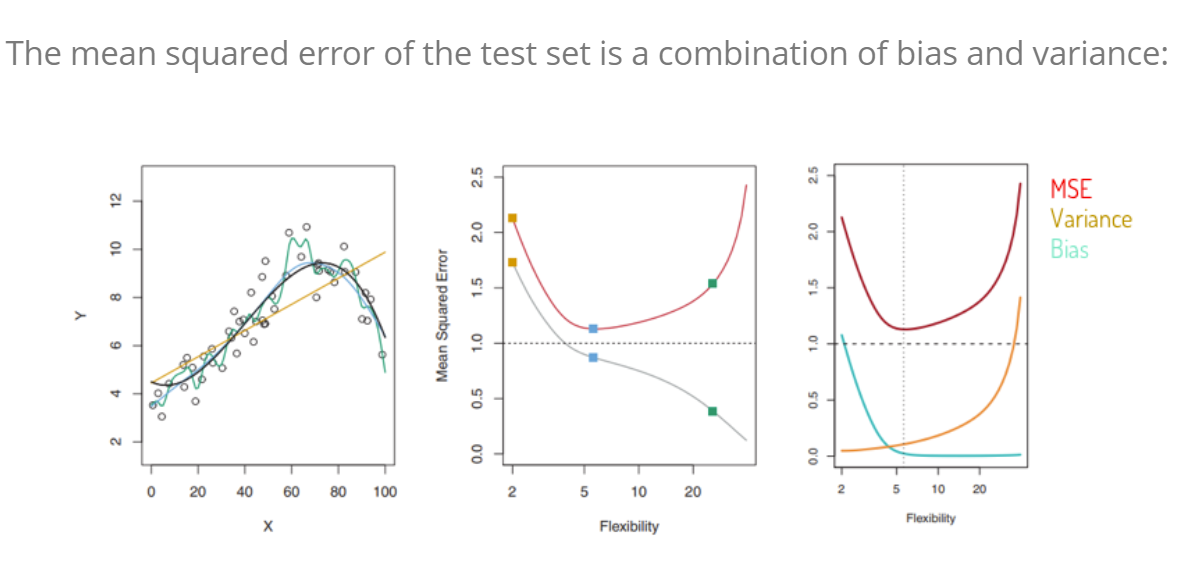 The mean squared error of the test set is a combination of bias and variance:
Y
2
4
6
8
10
12
0 20 40 60 80 100
X
Mean Squared Error
0.0
0.5
1.0
1.5
2.0
2.5
2 5 10 20
Flexibility
0.0
0.5
1.0
1.5
2.0
2.5
2 5 10 20
Flexibility
MSE
Variance
Bias